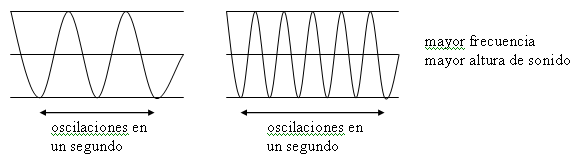 mayor frecuencia
mayor altura de sonido
oscilaciones en
un segundo
oscilaciones en
un segundo